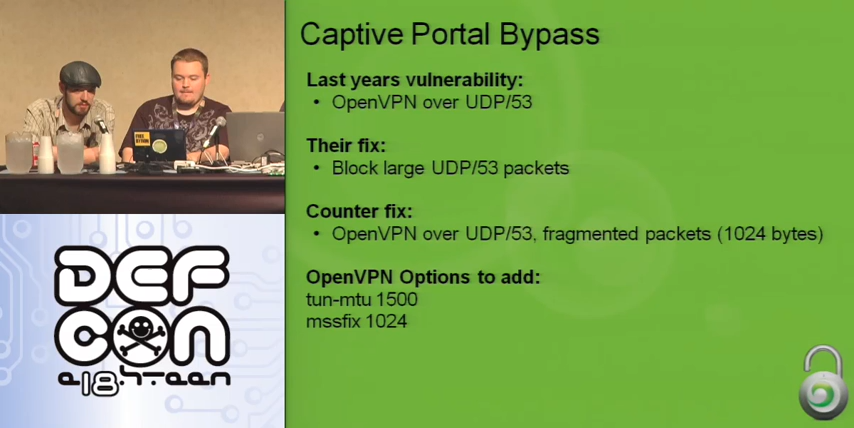 Captive Portal Bypass
Last years vulnerability:
• OpenVPN over UDP/53
Their fix:
• Block large UDP/53 packets
Counter fix:
• OpenVPN over UDP/53, fragmented packets (1024 bytes)
OpenVPN Options to add:
tun-mtu 1500
mssfix 1024
DEF
CON
e18hteen